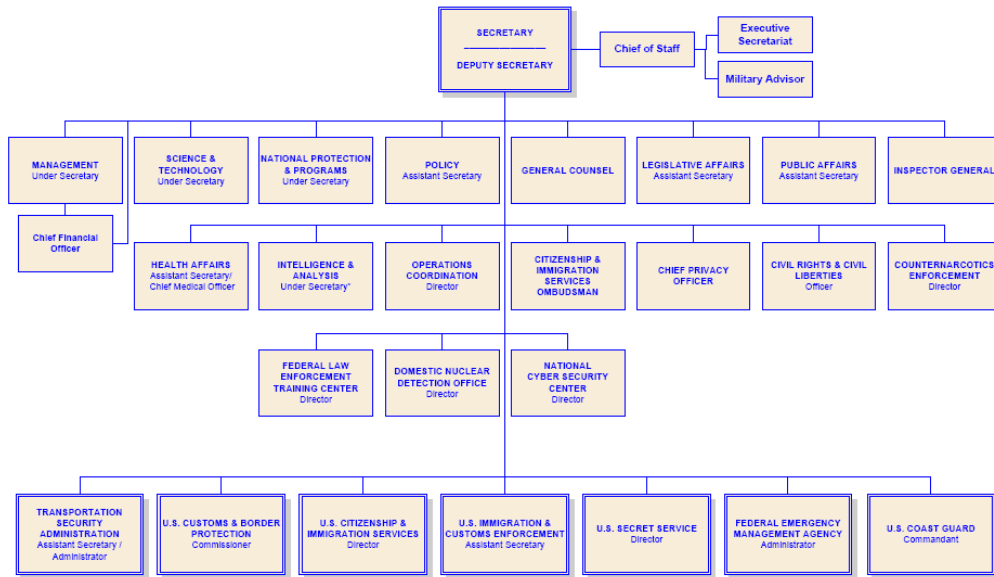 SECRETARY
DEPUTY SECRETARY
Chief of Staff
Executive
Secretariat
Military Advisor
MANAGEMENT
Under Secretary
SCIENCE &
TECHNOLOGY
Under Secretary
NATIONAL PROTECTION
& PROGRAMS
Under Secretary
POLICY
Assistant Secretary
GENERAL COUNSEL
LEGISLATIVE AFFAIRS
Assistant Secretary
PUBLIC AFFAIRS
Assistant Secretary
INSPECTOR GENERAL
Chief Financial
Officer
HEALTH AFFAIRS
Assistant Secretary/
Chief Medical Officer
INTELLIGENCE &
ANALYSIS
Under Secretary*
OPERATIONS
COORDINATION
Director
CITIZENSHIP &
IMMIGRATION
SERVICES
OMBUDSMAN
CHIEF PRIVACY
OFFICER
CIVIL RIGHTS & CIVIL
LIBERTIES
Officer
COUNTERNARCOTICS
ENFORCEMENT
Director
FEDERAL LAW
ENFORCEMENT
TRAINING CENTER
Director
DOMESTIC NUCLEAR
DETECTION OFFICE
Director
NATIONAL
CYBER SECURITY
CENTER
Director
TRANSPORTATION
SECURITY
ADMINISTRATION
Assistant Secretary /
Administrator
U.S. CUSTOMS & BORDER
PROTECTION
Commissioner
U.S. CITIZENSHIP &
IMMIGRATION SERVICES
Director
U.S. IMMIGRATION &
CUSTOMS ENFORCEMENT
Assistant Secretary
U.S. SECRET SERVICE
Director
FEDERAL EMERGENCY
MANAGEMENT AGENCY
Administrator
U.S. COAST GUARD
Commandant